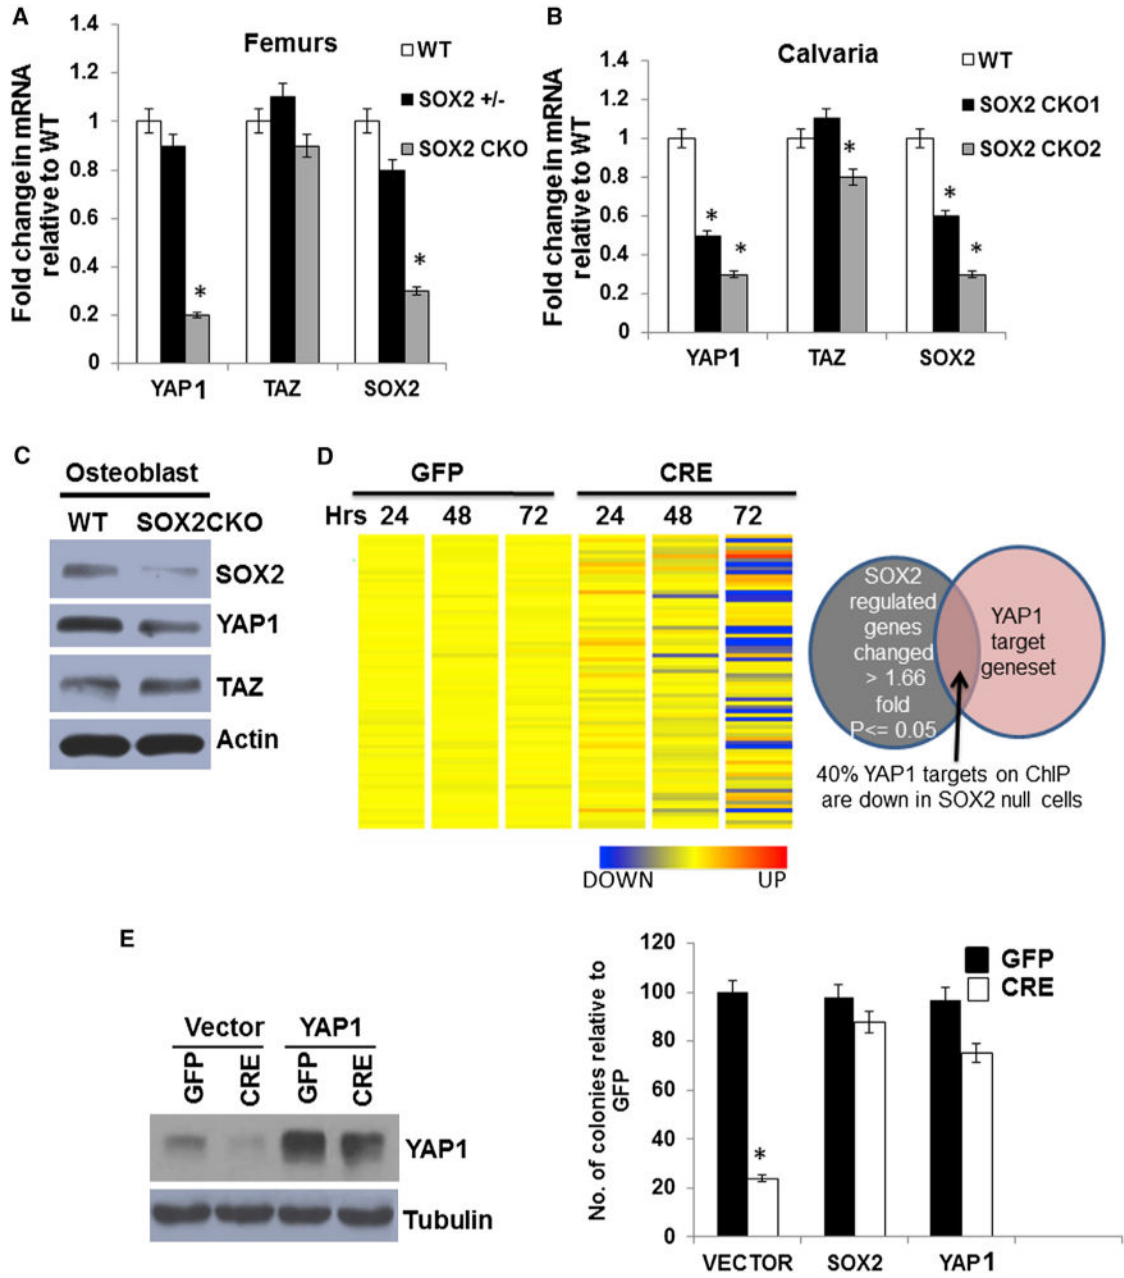 A
Femurs
Fold change in mRNA
relative to WT
1.4
1.2
1
0.8
0.6
0.4
0.2
0
WT
SOX2 +/-
SOX2 CKO
*
*
YAP1 TAZ SOX2
B
Calvaria
Fold change in mRNA
relative to WT
1.4
1.2
1
0.8
0.6
0.4
0.2
0
WT
SOX2 CKO1
SOX2 CKO2
*
*
*
*
*
YAP1 TAZ SOX2
C
Osteoblast
WT SOX2CKO
SOX2
YAP1
TAZ
Actin
D
GFP CRE
Hrs 24 48 72 24 48 72
DOWN UP
SOX2
regulated
genes
changed
> 1.66
fold
P<= 0.05
YAP1
target
geneset
40% YAP1 targets on ChIP
are down in SOX2 null cells
E
Vector YAP1
GFP CRE GFP CRE
YAP1
Tubulin
No. of colonies relative to
GFP
120
100
80
60
40
20
0
GFP
CRE
*
VECTOR SOX2 YAP1